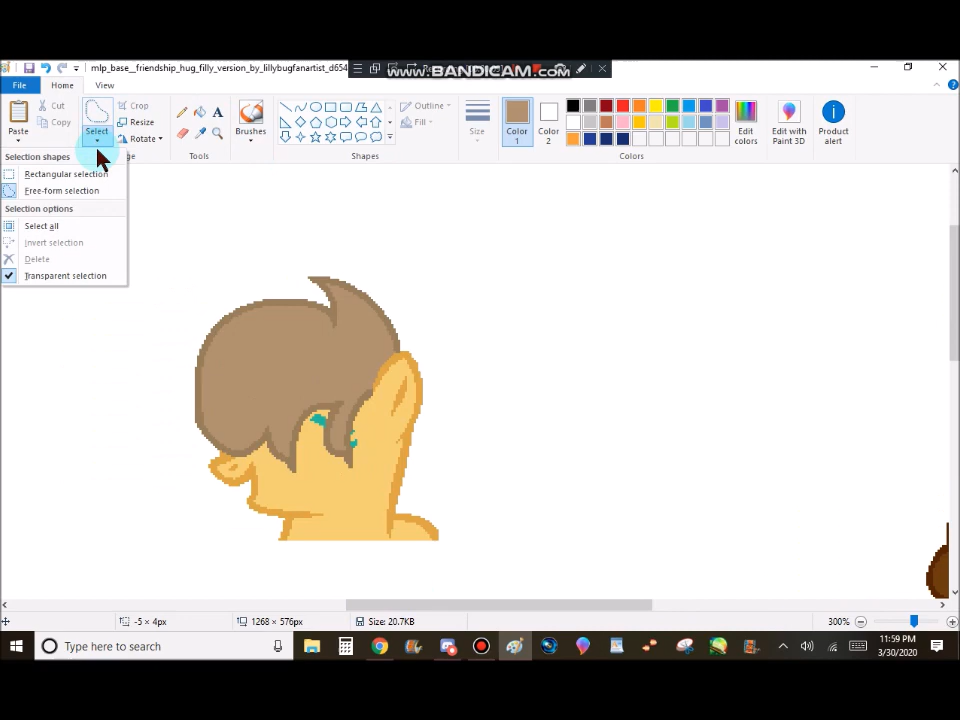 mlp_base__friendship_hug_filly_version_by_lillybugfanartist_d654
www.BANDICAM.com
File
Home
View
Paste
Cut
Copy
Select
Crop
Resize
Rotate
Tools
Brushes
Shapes
Outline
Fill
Size
Color 1
Color 2
Colors
Edit colors
Edit with Paint 3D
Product alert
Selection shapes
Rectangular selection
Free-form selection
Selection options
Select all
Invert selection
Delete
Transparent selection
-5 × 4px
1268 × 576px
Size: 20.7KB
300%
Type here to search
11:59 PM
3/30/2020